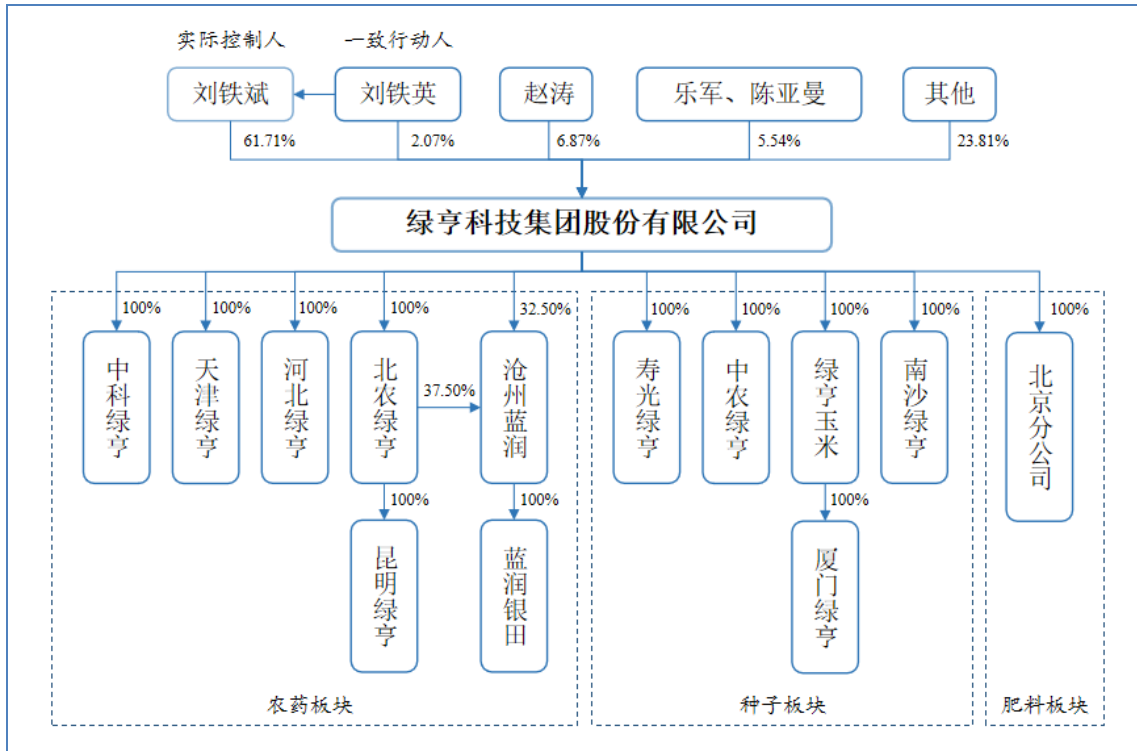 实际控制人
一致行动人
刘铁斌
刘铁英
赵涛
乐军、陈亚曼
其他
61.71%
2.07%
6.87%
5.54%
23.81%
绿亨科技集团股份有限公司
100%
100%
100%
100%
32.50%
100%
100%
100%
100%
100%
中科绿亨
天津绿亨
河北绿亨
北农绿亨
37.50%
沧州蓝润
寿光绿亨
中农绿亨
绿亨玉米
南沙绿亨
北京分公司
100%
100%
100%
昆明绿亨
蓝润银田
厦门绿亨
农药板块
种子板块
肥料板块